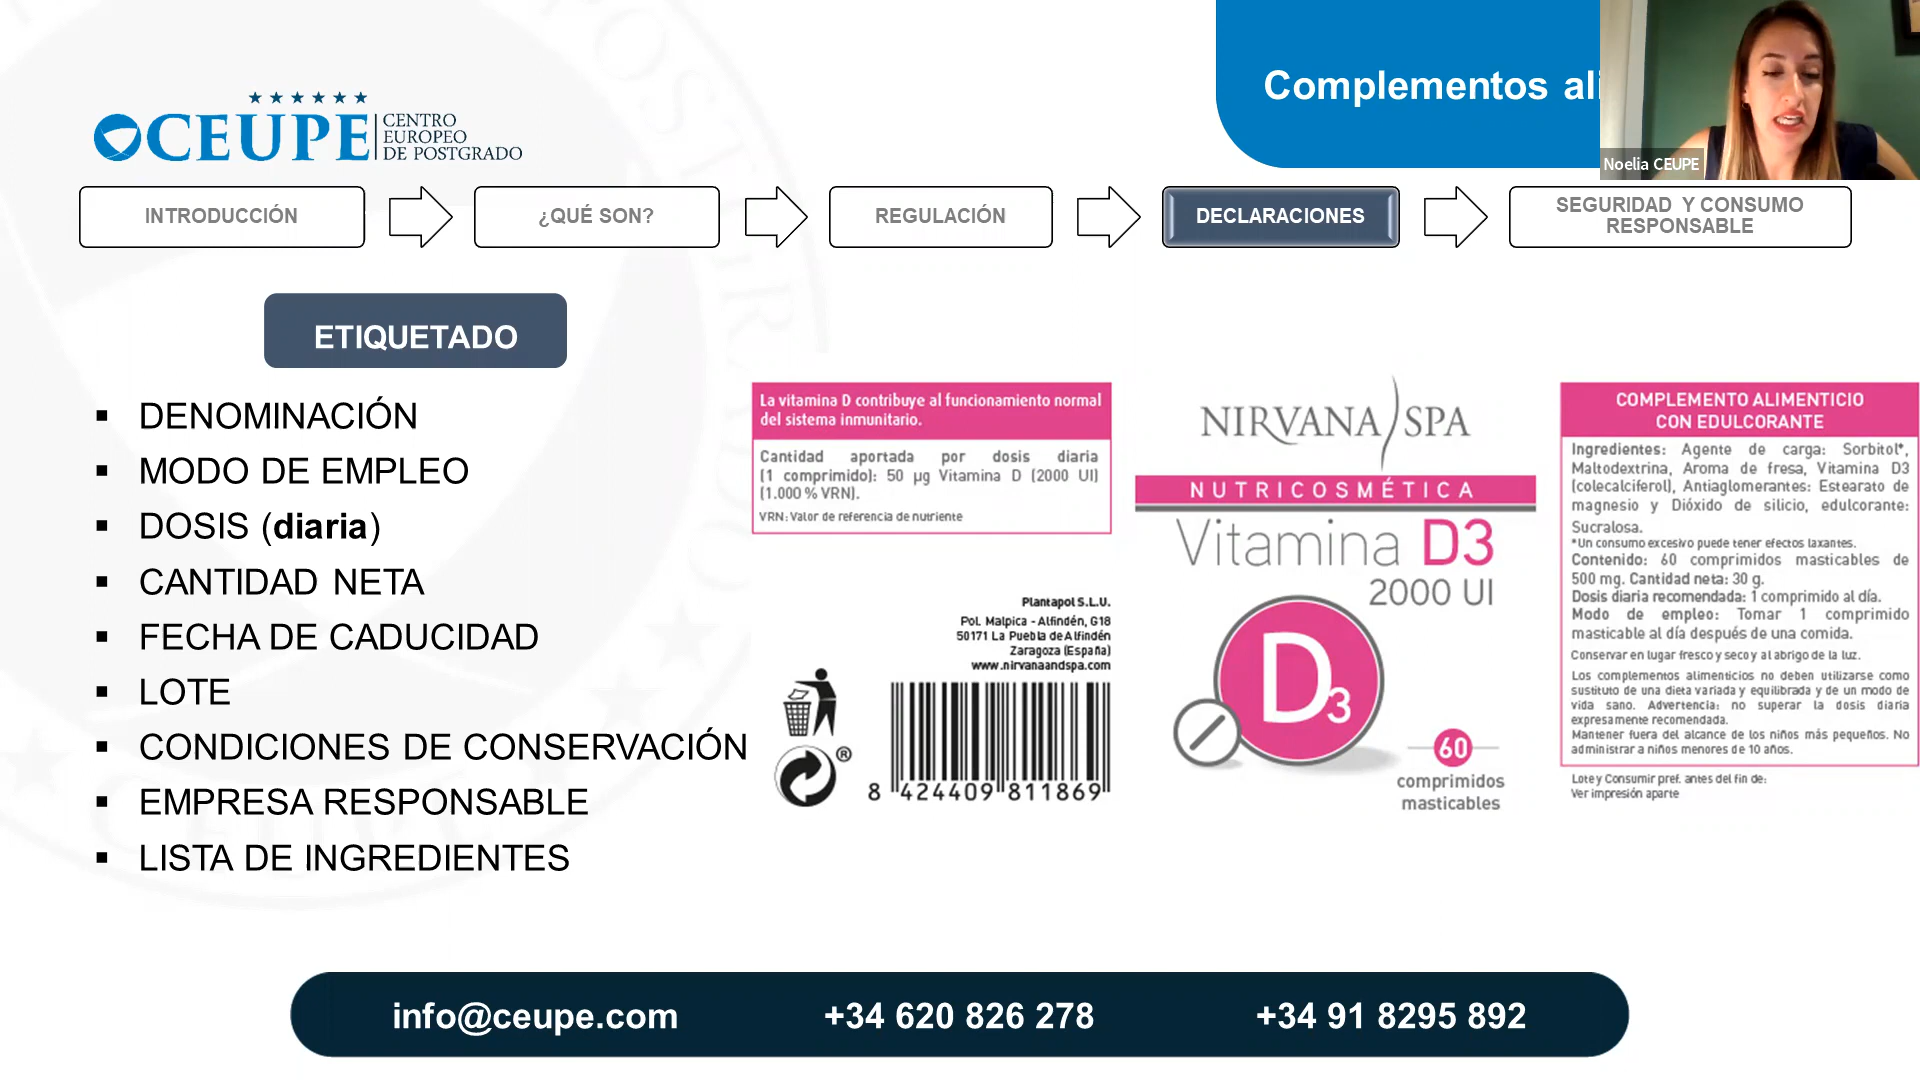 Complementos ali
CEUPE
CENTRO
EUROPEO
DE POSTGRADO
Noelia CEUPE
INTRODUCCIÓN
¿QUÉ SON?
REGULACIÓN
DECLARACIONES
SEGURIDAD Y CONSUMO
RESPONSABLE
ETIQUETADO
▪ DENOMINACIÓN
▪ MODO DE EMPLEO
▪ DOSIS (diaria)
▪ CANTIDAD NETA
▪ FECHA DE CADUCIDAD
▪ LOTE
▪ CONDICIONES DE CONSERVACIÓN
▪ EMPRESA RESPONSABLE
▪ LISTA DE INGREDIENTES
La vitamina D contribuye al funcionamiento normal
del sistema inmunitario.
Cantidad aportada por dosis diaria
(1 comprimido): 50 µg Vitamina D (2000 UI)
(1.000 % VRN).
VRN: Valor de referencia de nutriente
Plantapol S.L.U.
Pol. Malpica - Alfindén, G18
50171 La Puebla de Alfindén
Zaragoza (España)
www.nirvanaandspa.com
®
8 424409 811869
NIRVANA SPA
NUTRICOSMÉTICA
Vitamina D3
2000 UI
D3
60
comprimidos
masticables
COMPLEMENTO ALIMENTICIO
CON EDULCORANTE
Ingredientes: Agente de carga: Sorbitol*,
Maltodextrina, Aroma de fresa, Vitamina D3
(colecalciferol), Antiaglomerantes: Estearato de
magnesio y Dióxido de silicio, edulcorante:
Sucralosa.
*Un consumo excesivo puede tener efectos laxantes.
Contenido: 60 comprimidos masticables de
500 mg. Cantidad neta: 30 g.
Dosis diaria recomendada: 1 comprimido al día.
Modo de empleo: Tomar 1 comprimido
masticable al día después de una comida.
Conservar en lugar fresco y seco y al abrigo de la luz.
Los complementos alimenticios no deben utilizarse como
sustituto de una dieta variada y equilibrada y de un modo de
vida sano. Advertencia: no superar la dosis diaria
expresamente recomendada.
Mantener fuera del alcance de los niños más pequeños. No
administrar a niños menores de 10 años.
Lote y Consumir pref. antes del fin de:
Ver impresión aparte
info@ceupe.com
+34 620 826 278
+34 91 8295 892